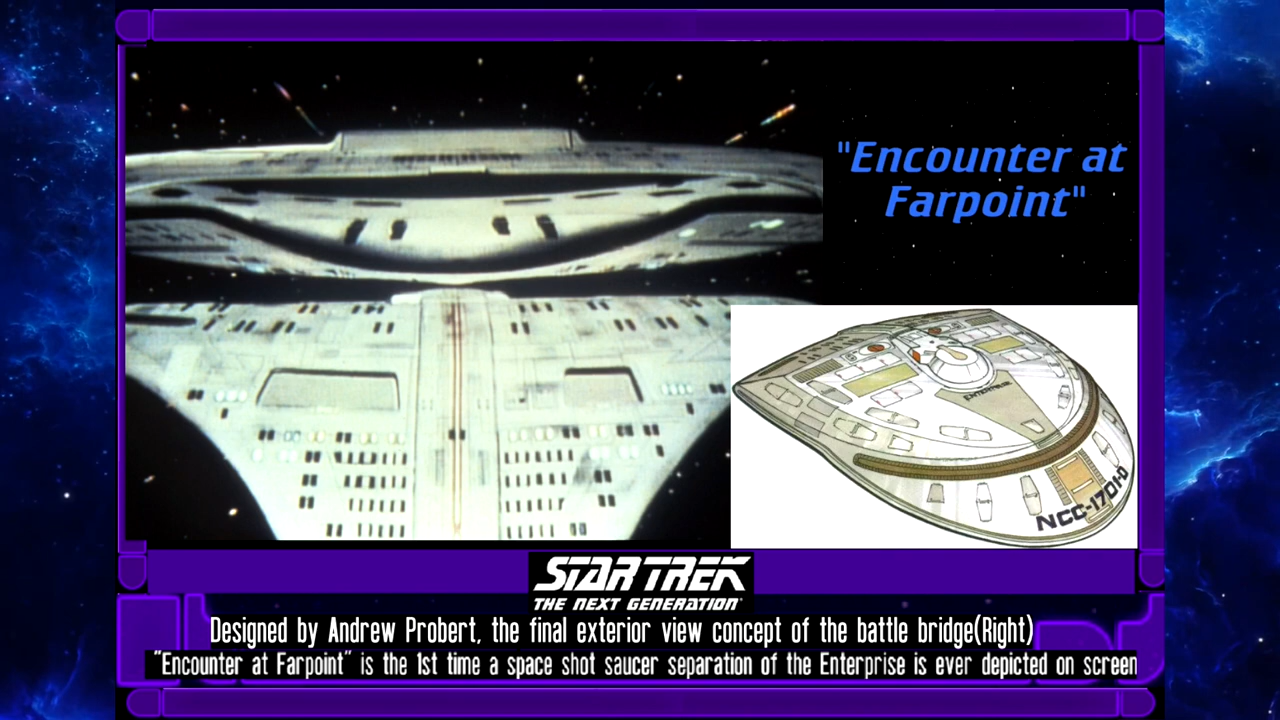 "Encounter at
Farpoint"
ENTERPRISE
NCC-1701-D
STAR TREK
THE NEXT GENERATION
Designed by Andrew Probert, the final exterior view concept of the battle bridge(Right)
"Encounter at Farpoint" is the 1st time a space shot saucer separation of the Enterprise is ever depicted on screen